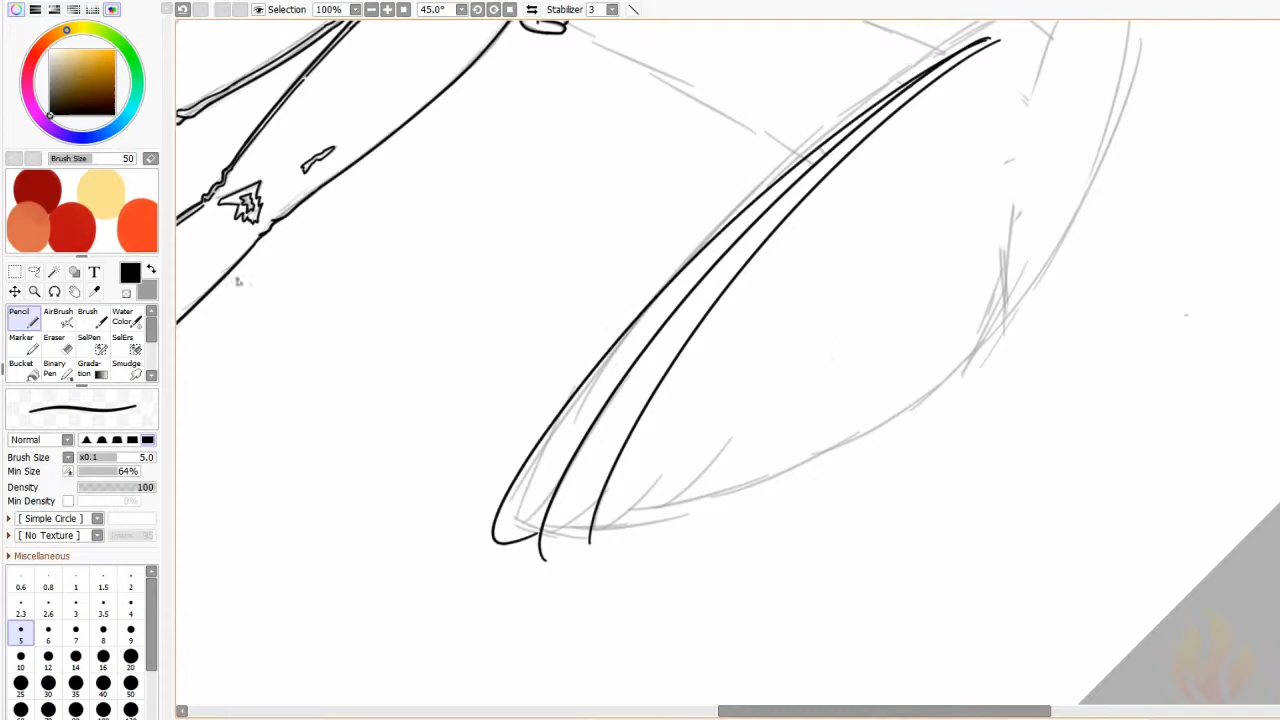 Selection 100% 45.0° Stabilizer 3
Brush Size 50
T
Pencil AirBrush Brush Water Color
Marker Eraser SelPen SelErs
Bucket Binary Pen Grada-tion Smudge
Normal
Brush Size x0.1 5.0
Min Size 64%
Density 100
Min Density 0%
[ Simple Circle ]
[ No Texture ]
Miscellaneous
0.6 0.8 1 1.5 2
2.3 2.6 3 3.5 4
5 6 7 8 9
10 12 14 16 20
25 30 35 40 50